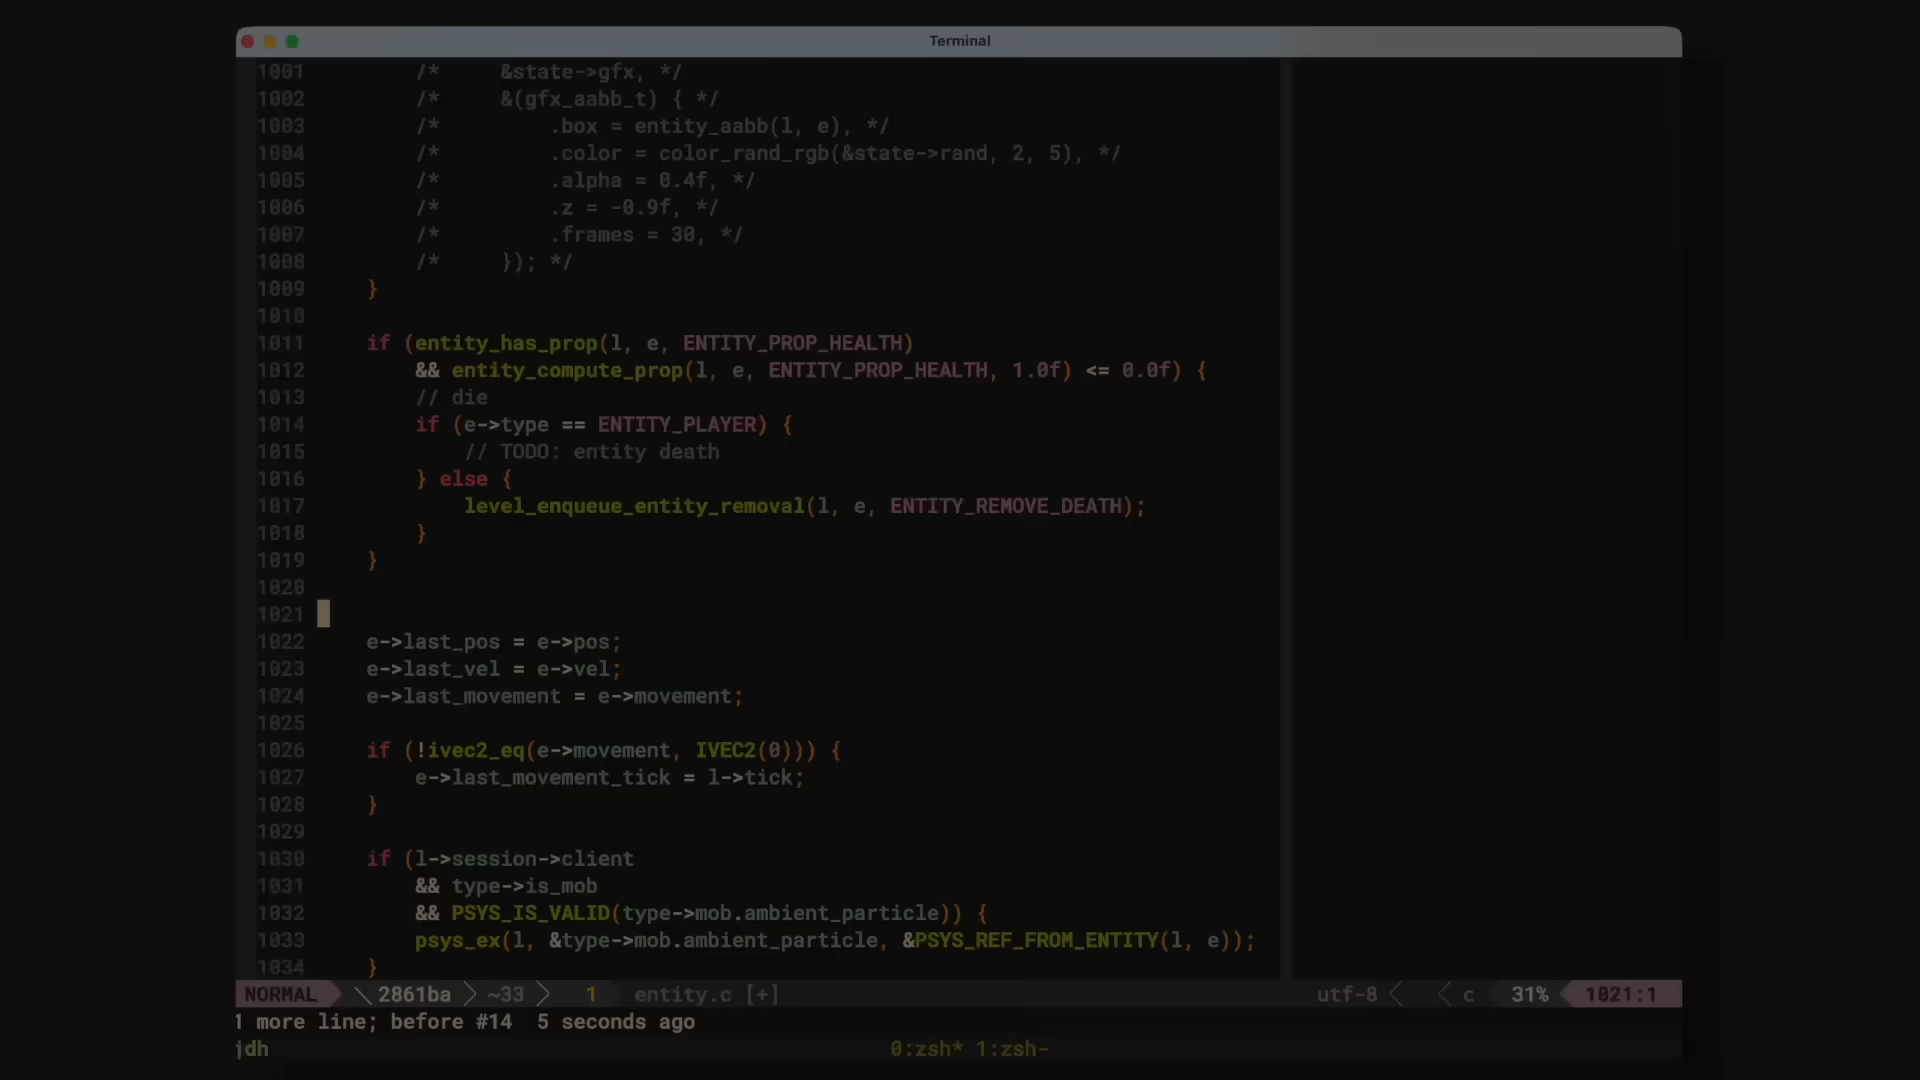 Terminal
1001 /* &state->gfx, */
1002 /* &(gfx_aabb_t) { */
1003 /* .box = entity_aabb(l, e), */
1004 /* .color = color_rand_rgb(&state->rand, 2, 5), */
1005 /* .alpha = 0.4f, */
1006 /* .z = -0.9f, */
1007 /* .frames = 30, */
1008 /* }); */
1009 }
1010
1011 if (entity_has_prop(l, e, ENTITY_PROP_HEALTH)
1012 && entity_compute_prop(l, e, ENTITY_PROP_HEALTH, 1.0f) <= 0.0f) {
1013 // die
1014 if (e->type == ENTITY_PLAYER) {
1015 // TODO: entity death
1016 } else {
1017 level_enqueue_entity_removal(l, e, ENTITY_REMOVE_DEATH);
1018 }
1019 }
1020
1021
1022 e->last_pos = e->pos;
1023 e->last_vel = e->vel;
1024 e->last_movement = e->movement;
1025
1026 if (!ivec2_eq(e->movement, IVEC2(0))) {
1027 e->last_movement_tick = l->tick;
1028 }
1029
1030 if (l->session->client
1031 && type->is_mob
1032 && PSYS_IS_VALID(type->mob.ambient_particle)) {
1033 psys_ex(l, &type->mob.ambient_particle, &PSYS_REF_FROM_ENTITY(l, e));
1034 }
NORMAL 2861ba ~33 1 entity.c [+] utf-8 c 31% 1021:1
1 more line; before #14 5 seconds ago
jdh 0:zsh* 1:zsh-